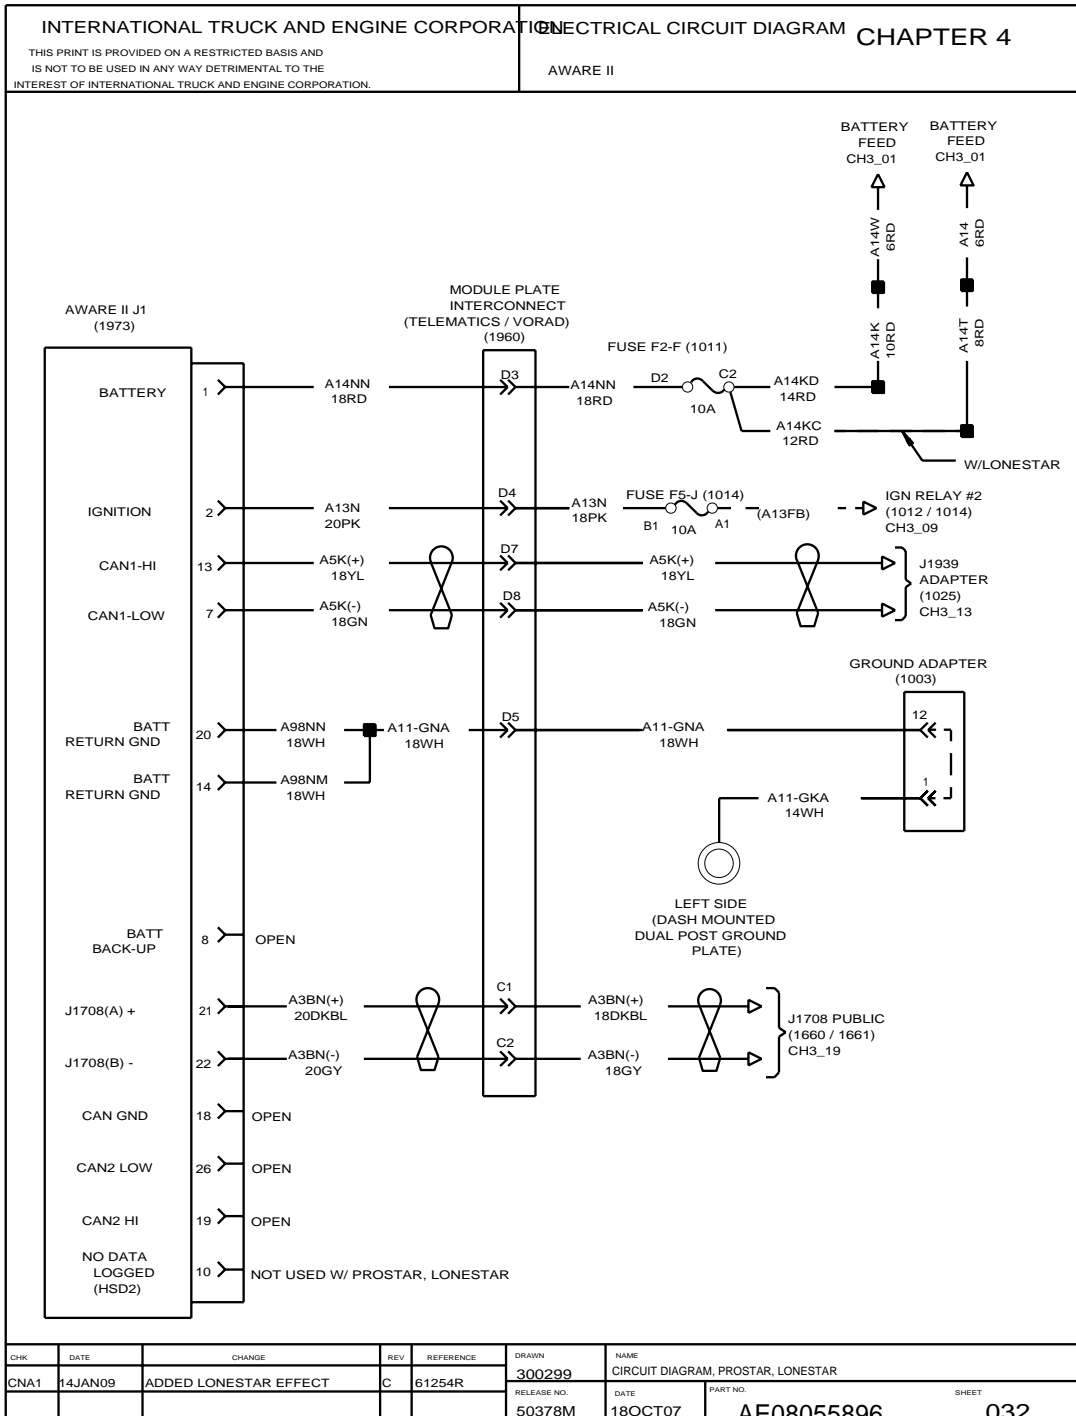 INTERNATIONAL TRUCK AND ENGINE CORPORATION
THIS PRINT IS PROVIDED ON A RESTRICTED BASIS AND
IS NOT TO BE USED IN ANY WAY DETRIMENTAL TO THE
INTEREST OF INTERNATIONAL TRUCK AND ENGINE CORPORATION.
ELECTRICAL CIRCUIT DIAGRAM
CHAPTER 4
AWARE II
BATTERY
FEED
CH3_01
BATTERY
FEED
CH3_01
A14W
6RD
A14
6RD
A14K
10RD
A14T
8RD
AWARE II J1
(1973)
MODULE PLATE
INTERCONNECT
(TELEMATICS / VORAD)
(1960)
FUSE F2-F (1011)
BATTERY
1
A14NN
18RD
D3
A14NN
18RD
D2
C2
10A
A14KD
14RD
A14KC
12RD
W/LONESTAR
IGNITION
2
A13N
20PK
D4
A13N
18PK
FUSE F5-J (1014)
B1
10A
A1
(A13FB)
IGN RELAY #2
(1012 / 1014)
CH3_09
CAN1-HI
13
A5K(+)
18YL
D7
A5K(+)
18YL
J1939
ADAPTER
(1025)
CH3_13
CAN1-LOW
7
A5K(-)
18GN
D8
A5K(-)
18GN
GROUND ADAPTER
(1003)
BATT
RETURN GND
20
A98NN
18WH
A11-GNA
18WH
D5
A11-GNA
18WH
12
BATT
RETURN GND
14
A98NM
18WH
A11-GKA
14WH
1
LEFT SIDE
(DASH MOUNTED
DUAL POST GROUND
PLATE)
BATT
BACK-UP
8
OPEN
J1708(A) +
21
A3BN(+)
20DKBL
C1
A3BN(+)
18DKBL
J1708 PUBLIC
(1660 / 1661)
CH3_19
J1708(B) -
22
A3BN(-)
20GY
C2
A3BN(-)
18GY
CAN GND
18
OPEN
CAN2 LOW
26
OPEN
CAN2 HI
19
OPEN
NO DATA
LOGGED
(HSD2)
10
NOT USED W/ PROSTAR, LONESTAR
CHK
DATE
CHANGE
REV
REFERENCE
CNA1
14JAN09
ADDED LONESTAR EFFECT
C
61254R
DRAWN
300299
NAME
CIRCUIT DIAGRAM, PROSTAR, LONESTAR
RELEASE NO.
50378M
DATE
18OCT07
PART NO.
AE08055896
SHEET
032